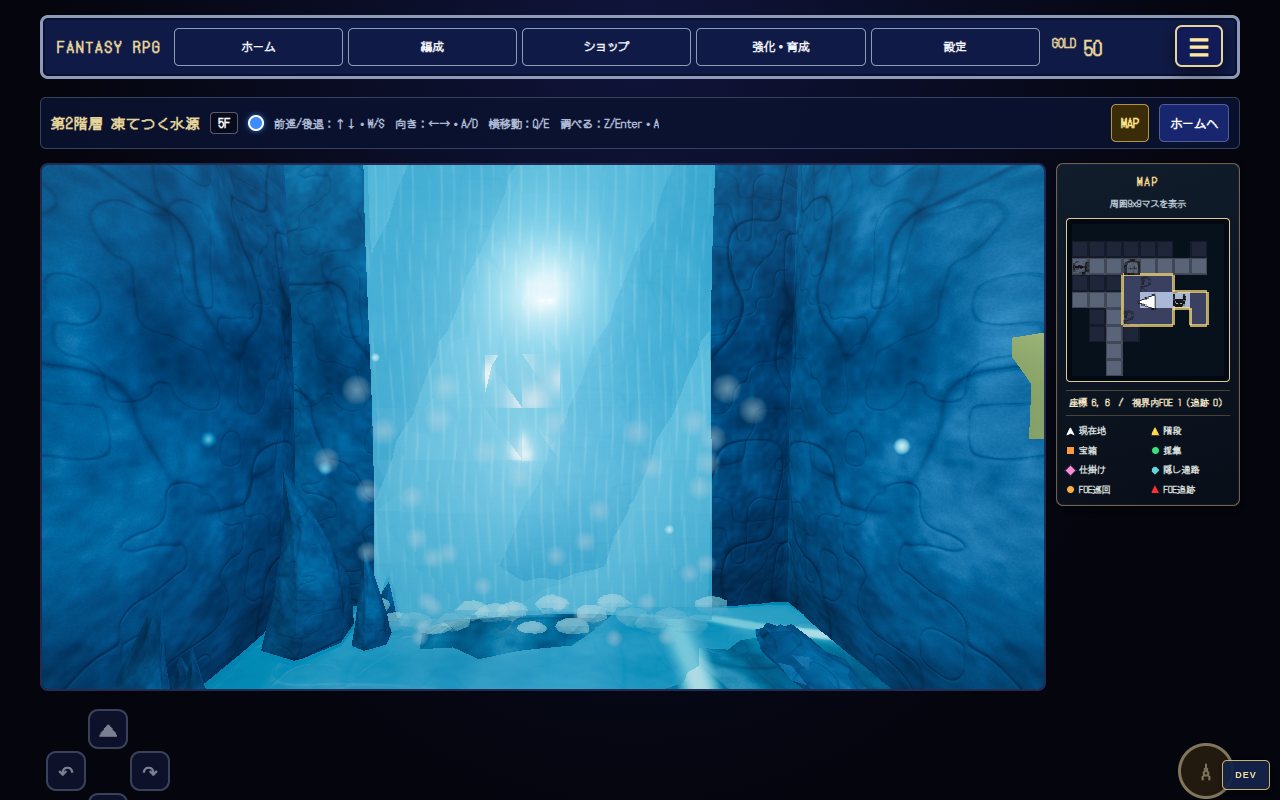 FANTASY RPG
ホーム
編成
ショップ
強化・育成
設定
GOLD 50
第2階層 凍てつく水源
5F
前進/後退：↑↓・W/S 向き：←→・A/D 横移動：Q/E 調べる：Z/Enter・A
MAP
ホームへ
MAP
周囲9x9マスを表示
座標 6, 6 / 視界内FOE 1（追跡 0）
現在地
階段
宝箱
採集
仕掛け
隠し通路
FOE巡回
FOE追跡
A
DEV